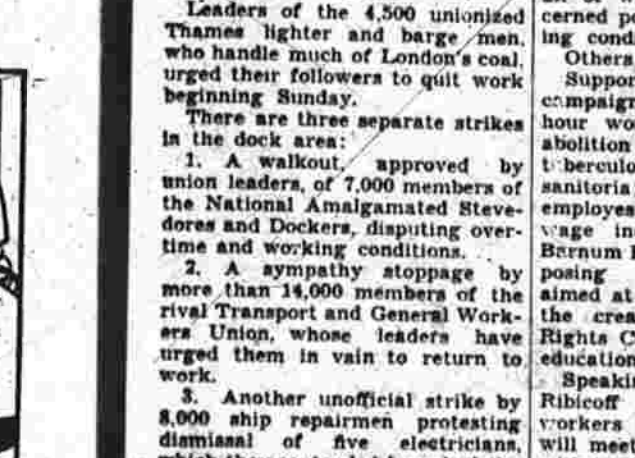 Leaders of the 4,500 unionized
Thames lighter and barge men,
who handle much of London's coal,
urged their followers to quit work
beginning Sunday.
There are three separate strikes
in the dock area:
1. A walkout, approved by
union leaders, of 7,000 members of
the National Amalgamated Steve-
dores and Dockers, disputing over-
time and working conditions.
2. A sympathy stoppage by
more than 14,000 members of the
rival Transport and General Work-
ers Union, whose leaders have
urged them in vain to return to
work.
3. Another unofficial strike by
8,000 ship repairmen protesting
dismissal of five electricians,
cerned
ing cond
Others
Suppor
campaign
hour wo
abolition
tuberculo
sanitoria
employes
wage in
Barnum
posing
aimed at
the crea
Rights C
education
Speakin
Ribicoff
workers
will meet